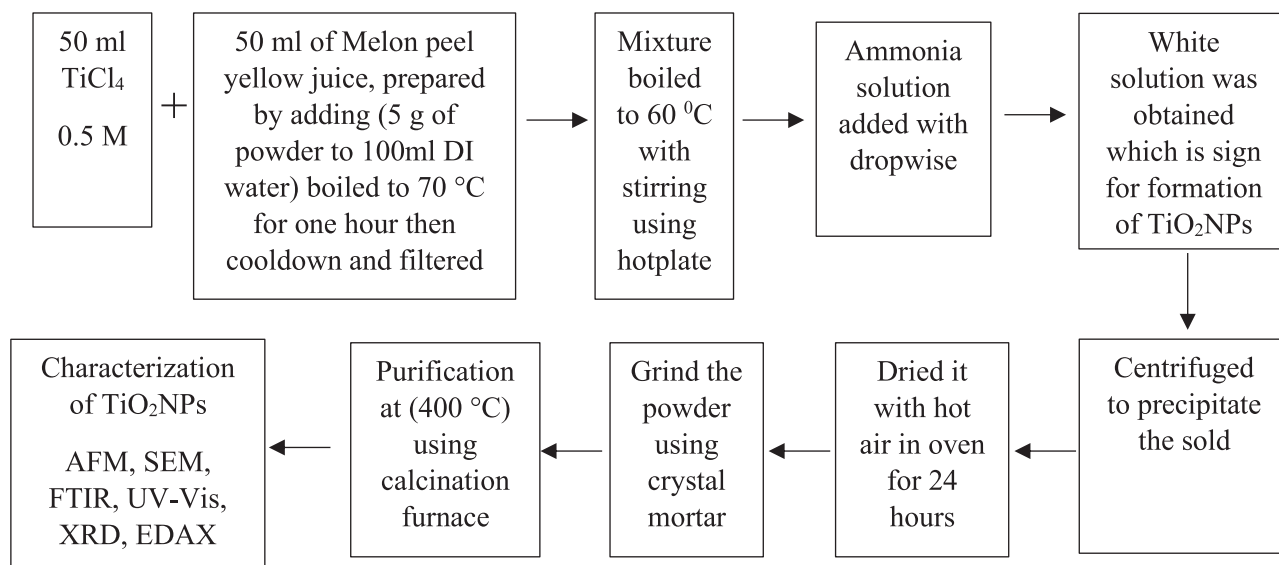 50 ml
TiCl₄
0.5 M
+
50 ml of Melon peel
yellow juice, prepared
by adding (5 g of
powder to 100ml DI
water) boiled to 70 °C
for one hour then
cooldown and filtered
Mixture
boiled
to 60 ⁰C
with
stirring
using
hotplate
Ammonia
solution
added with
dropwise
White
solution was
obtained
which is sign
for formation
of TiO₂NPs
Centrifuged
to precipitate
the sold
Dried it
with hot
air in oven
for 24
hours
Grind the
powder
using
crystal
mortar
Purification
at (400 °C)
using
calcination
furnace
Characterization
of TiO₂NPs
AFM, SEM,
FTIR, UV-Vis,
XRD, EDAX